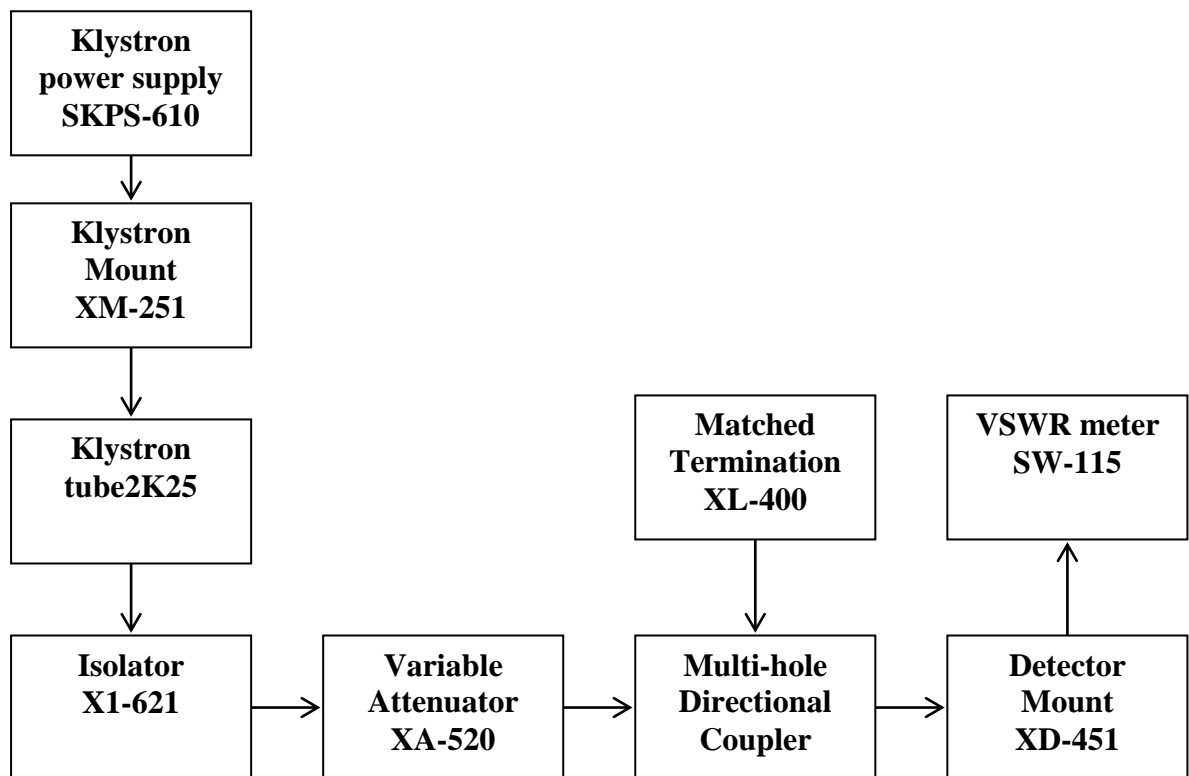 Klystron
power supply
SKPS-610
Klystron
Mount
XM-251
Klystron
tube2K25
Matched
Termination
XL-400
VSWR meter
SW-115
Isolator
X1-621
Variable
Attenuator
XA-520
Multi-hole
Directional
Coupler
Detector
Mount
XD-451